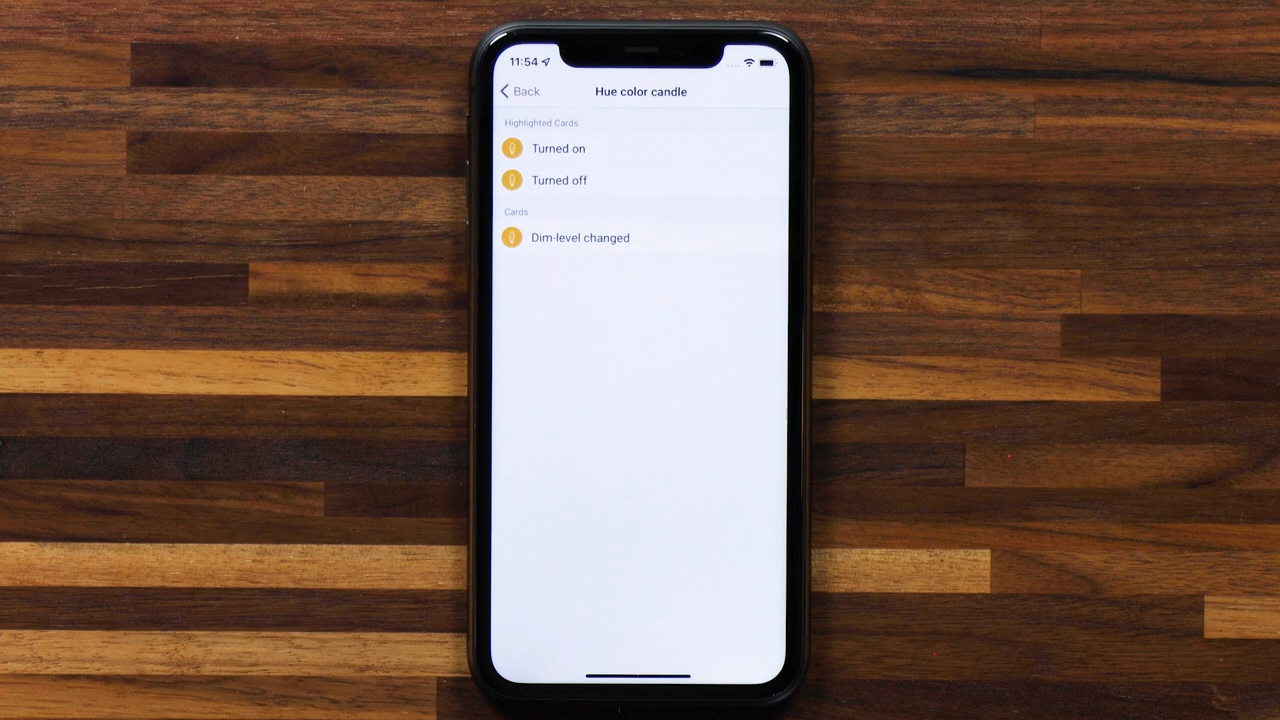 11:54
Back
Hue color candle
Highlighted Cards
Turned on
Turned off
Cards
Dim-level changed